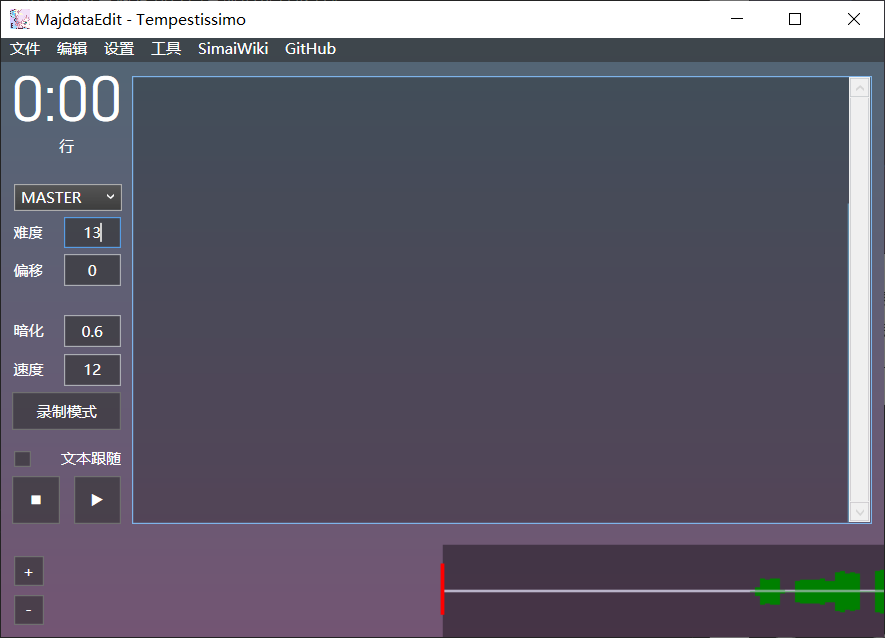 MajdataEdit - Tempestissimo
文件 编辑 设置 工具 SimaiWiki GitHub
0:00
行
MASTER
难度 13
偏移 0
暗化 0.6
速度 12
录制模式
文本跟随
+
-